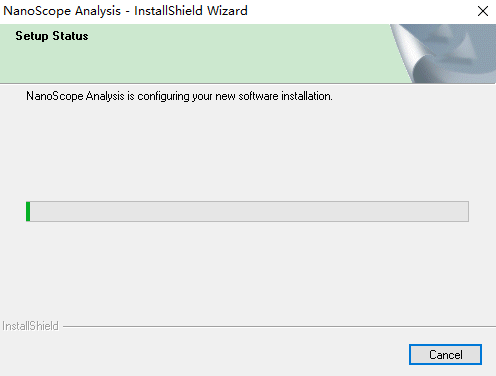 NanoScope Analysis - InstallShield Wizard
Setup Status
NanoScope Analysis is configuring your new software installation.
InstallShield
Cancel